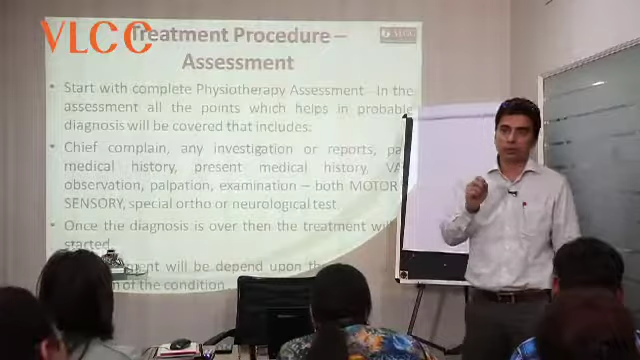 VLCC
Treatment Procedure –
VLCC
Assessment
• Start with complete Physiotherapy Assessment - In the
assessment all the points which helps in probable
diagnosis will be covered that includes:
• Chief complain, any investigation or reports,
medical history, present medical history,
observation, palpation, examination – both MOTOR
SENSORY, special ortho or neurological test.
• Once the diagnosis is over then the treatment will
started
will be depend upon
of the condition.